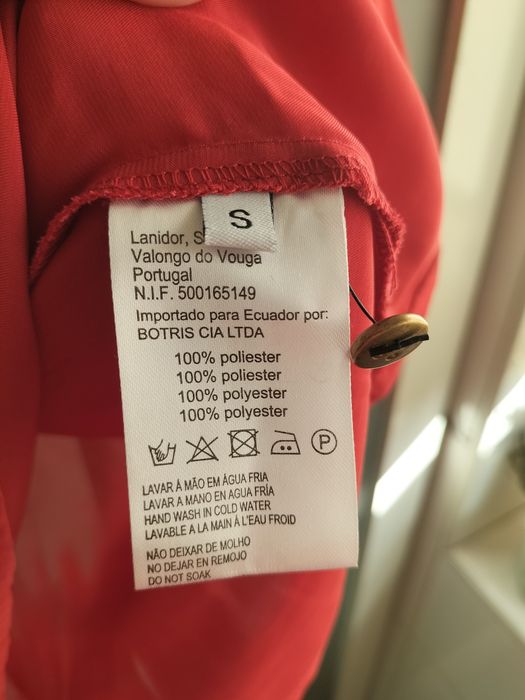 S
Lanidor, S
Valongo do Vouga
Portugal
N.I.F. 500165149
Importado para Ecuador por:
BOTRIS CIA LTDA
100% poliester
100% poliester
100% polyester
100% polyester
P
LAVAR À MÃO EM ÁGUA FRIA
LAVAR A MANO EN AGUA FRÍA
HAND WASH IN COLD WATER
LAVABLE A LA MAIN À L'EAU FROID
NÃO DEIXAR DE MOLHO
NO DEJAR EN REMOJO
DO NOT SOAK